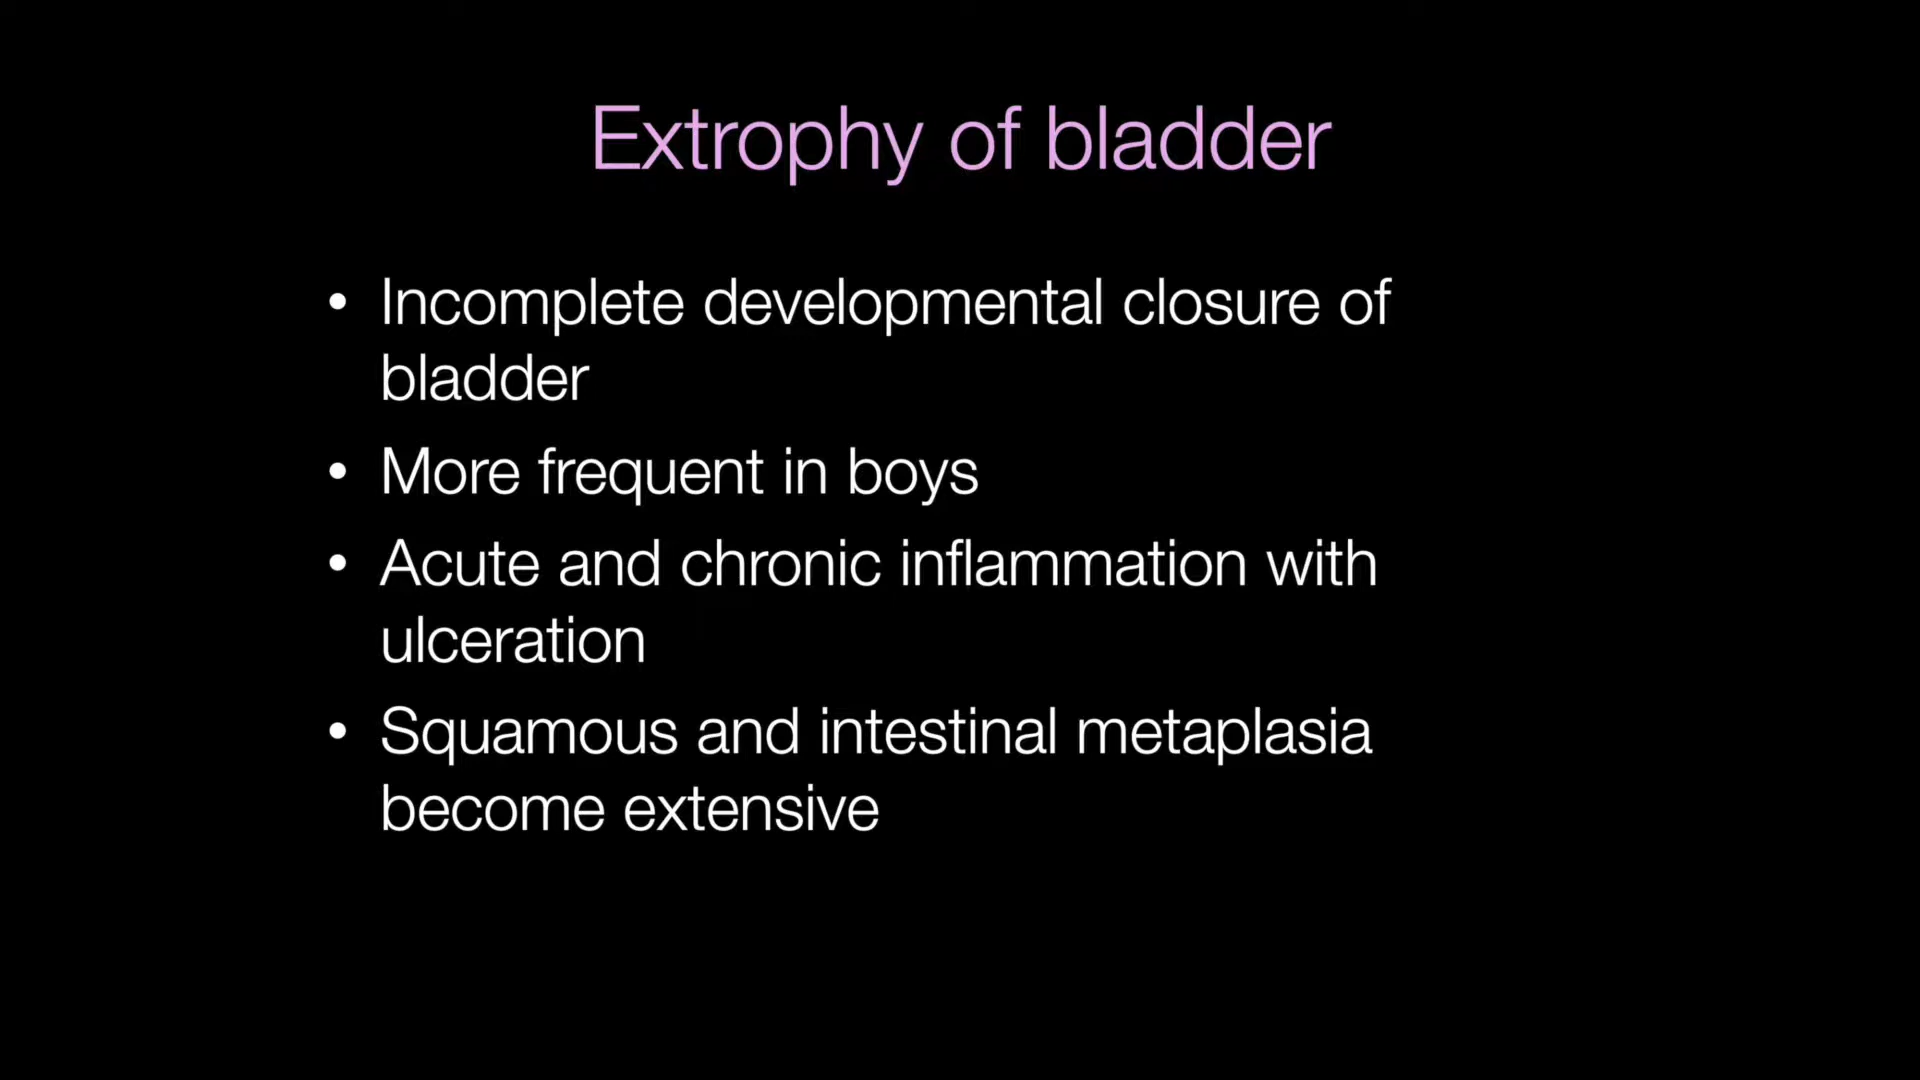 Extrophy of bladder
• Incomplete developmental closure of
bladder
• More frequent in boys
• Acute and chronic inflammation with
ulceration
• Squamous and intestinal metaplasia
become extensive